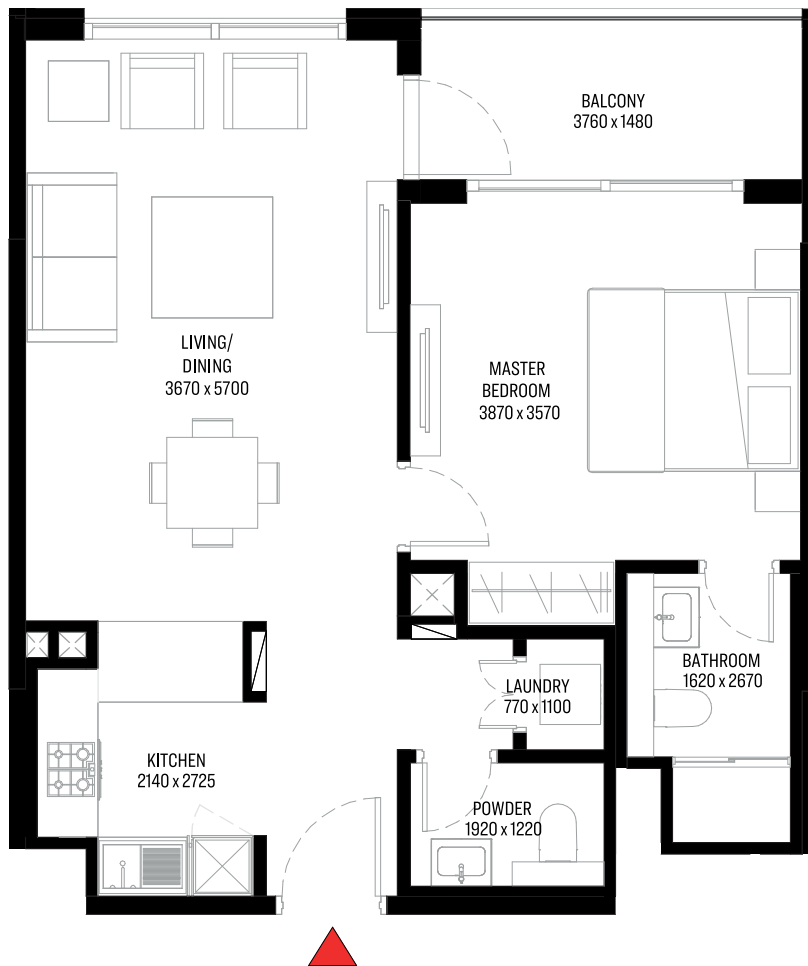 BALCONY
3760 x 1480
LIVING/
DINING
3670 x 5700
MASTER
BEDROOM
3870 x 3570
BATHROOM
1620 x 2670
LAUNDRY
770 x 1100
KITCHEN
2140 x 2725
POWDER
1920 x 1220